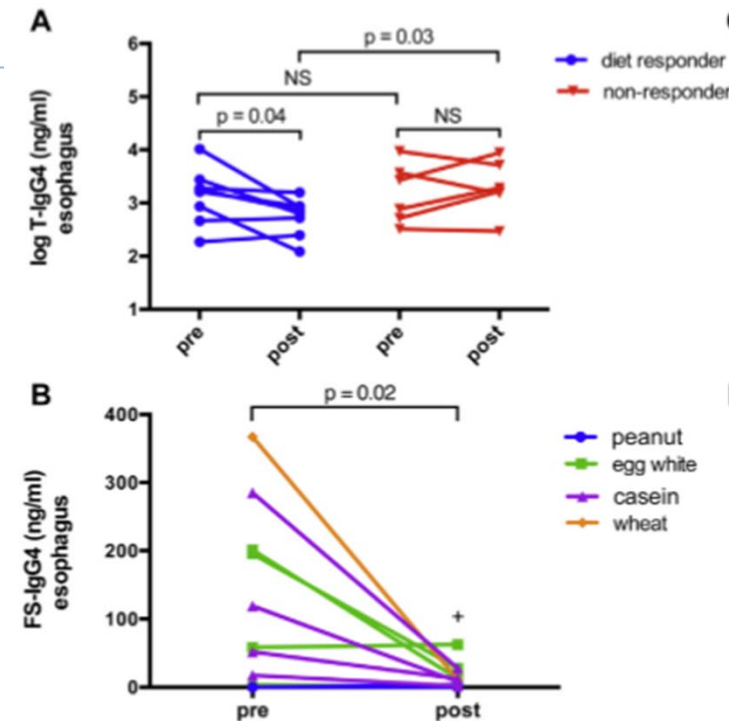 A
log T-IgG4 (ng/ml)
esophagus
6
5
4
3
2
1
p = 0.03
NS
p = 0.04
NS
pre
post
pre
post
diet responder
non-responder
B
FS-IgG4 (ng/ml)
esophagus
400
300
200
100
0
p = 0.02
+
pre
post
peanut
egg white
casein
wheat